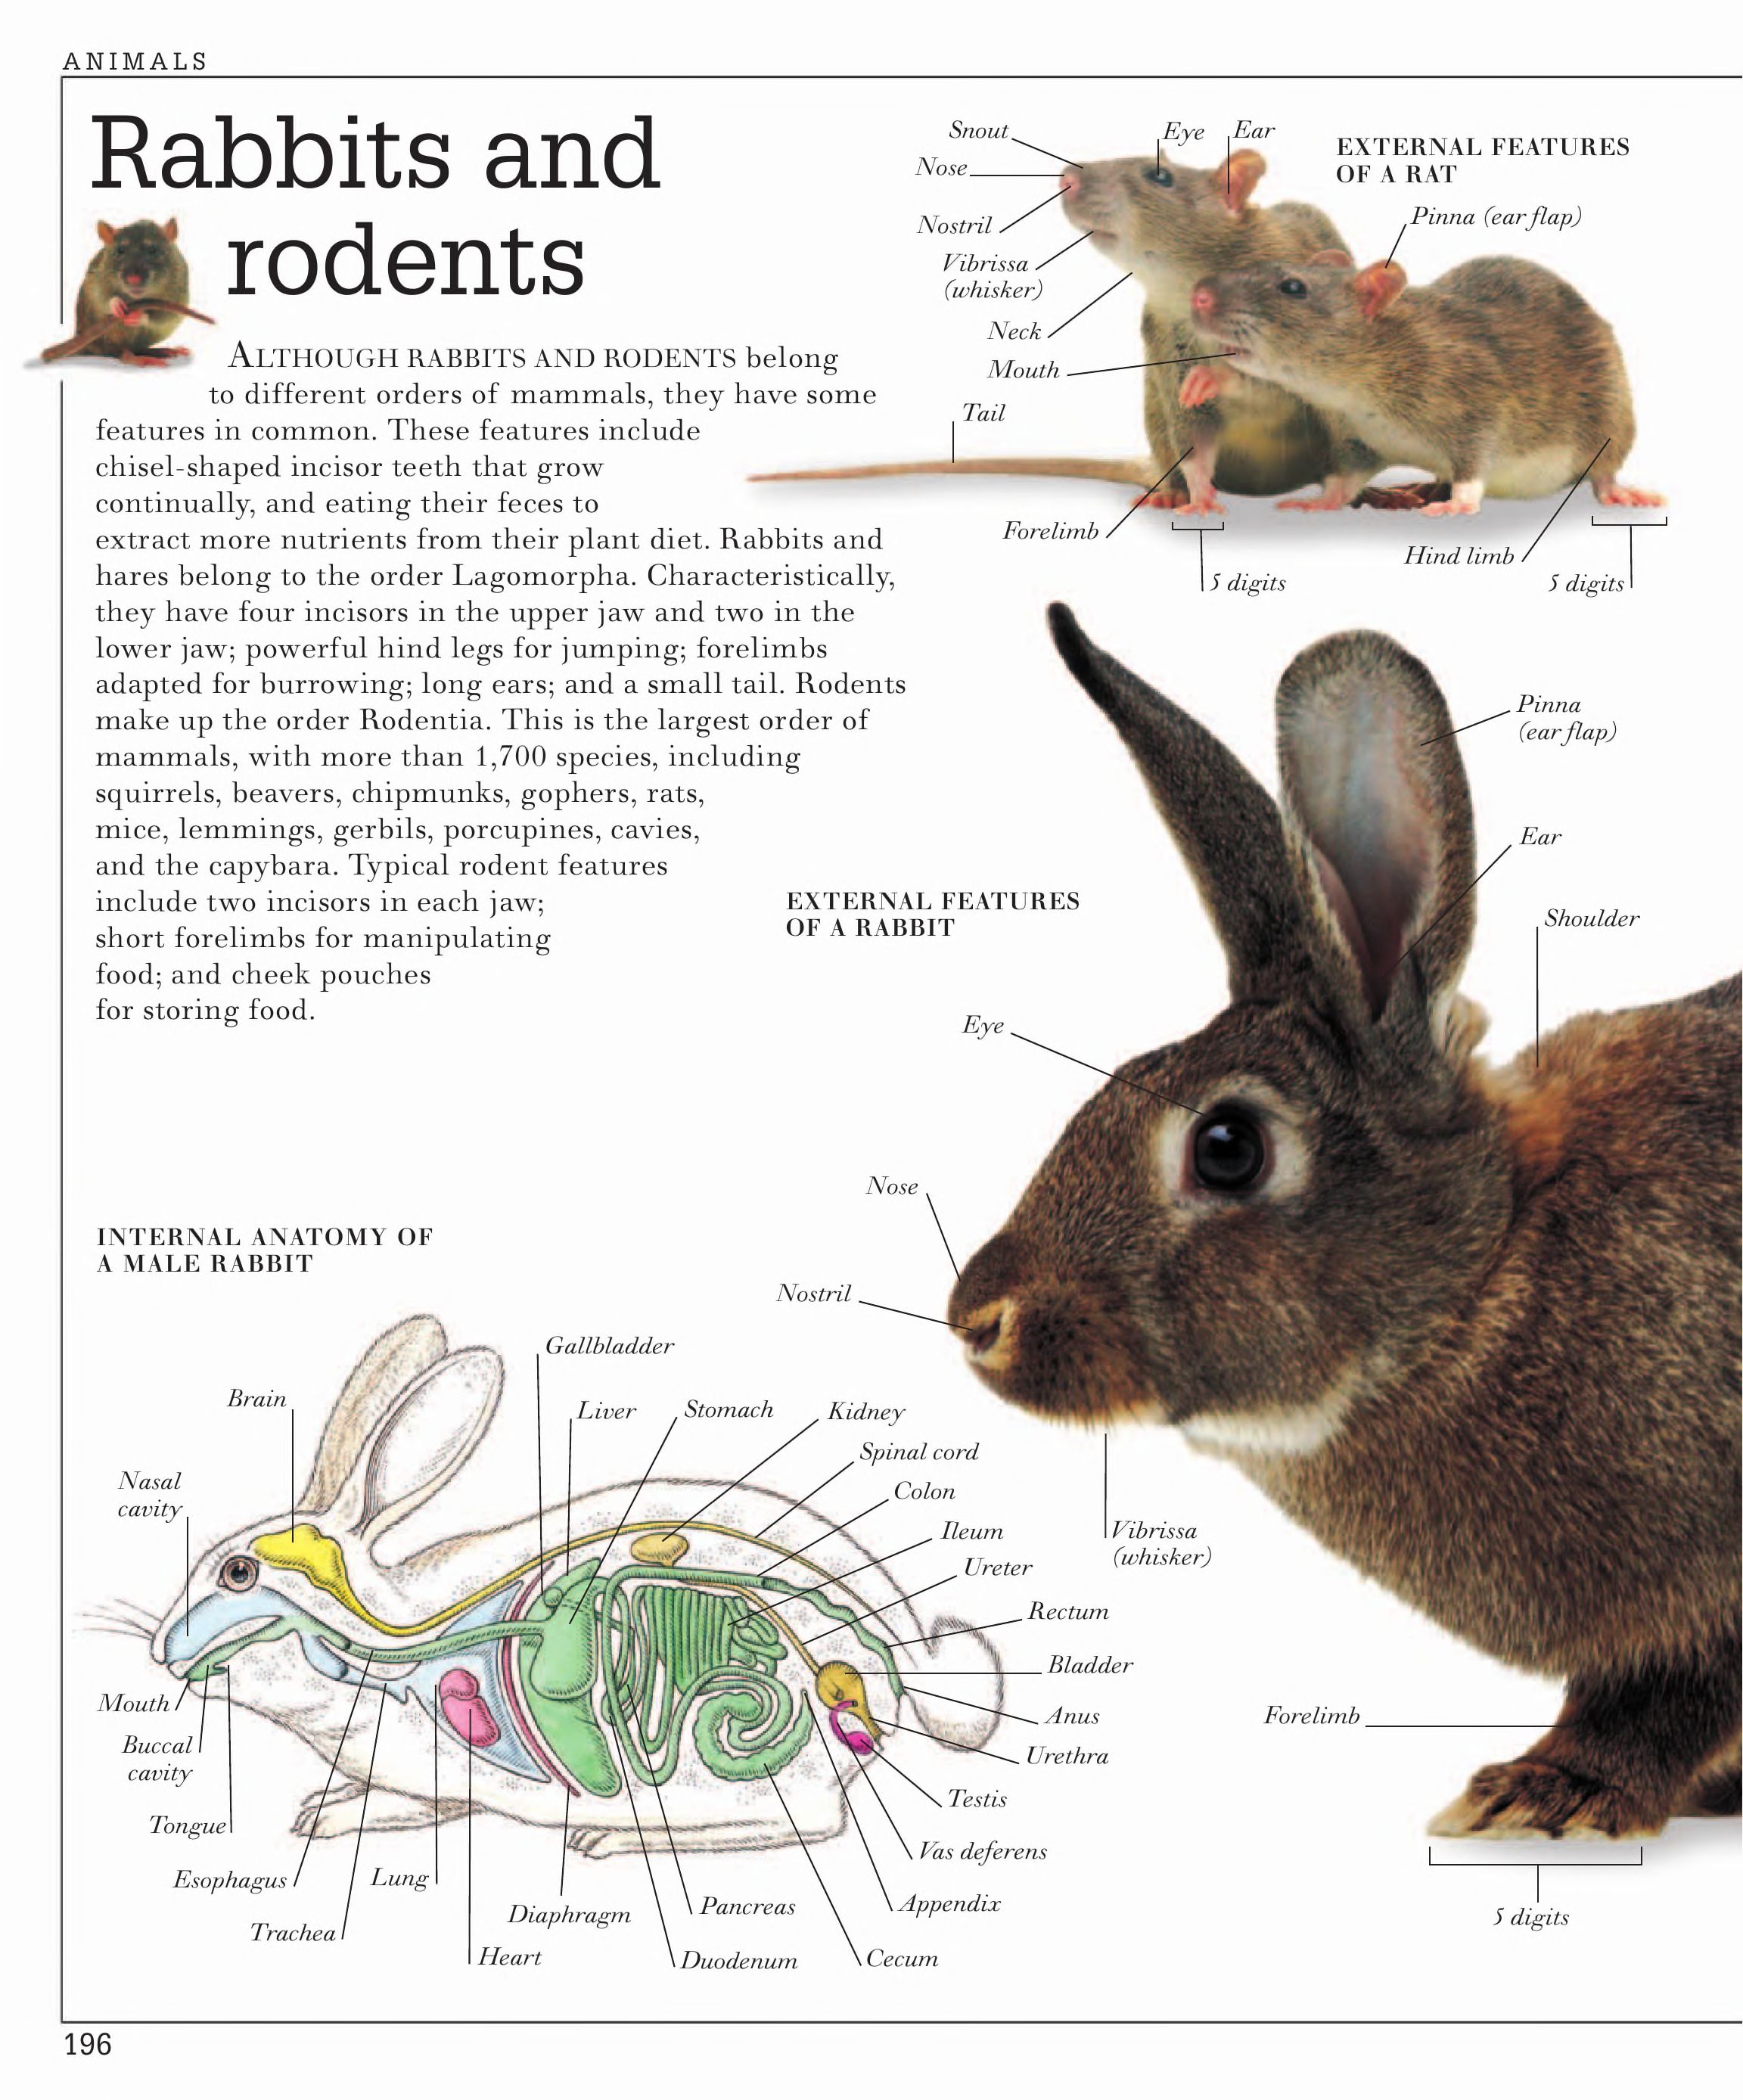 ANIMALS
Rabbits and
rodents
ALTHOUGH RABBITS AND RODENTS belong
to different orders of mammals, they have some
features in common. These features include
chisel-shaped incisor teeth that grow
continually, and eating their feces to
extract more nutrients from their plant diet. Rabbits and
hares belong to the order Lagomorpha. Characteristically,
they have four incisors in the upper jaw and two in the
lower jaw; powerful hind legs for jumping; forelimbs
adapted for burrowing; long ears; and a small tail. Rodents
make up the order Rodentia. This is the largest order of
mammals, with more than 1,700 species, including
squirrels, beavers, chipmunks, gophers, rats,
mice, lemmings, gerbils, porcupines, cavies,
and the capybara. Typical rodent features
include two incisors in each jaw;
short forelimbs for manipulating
food; and cheek pouches
for storing food.
EXTERNAL FEATURES
OF A RAT
Snout
Eye
Ear
Nose
Pinna (ear flap)
Nostril
Vibrissa
(whisker)
Neck
Mouth
Tail
Forelimb
5 digits
Hind limb
5 digits
EXTERNAL FEATURES
OF A RABBIT
Pinna
(ear flap)
Ear
Shoulder
Eye
Nose
Nostril
Vibrissa
(whisker)
Forelimb
5 digits
INTERNAL ANATOMY OF
A MALE RABBIT
Gallbladder
Brain
Liver
Stomach
Kidney
Spinal cord
Nasal
cavity
Colon
Ileum
Ureter
Rectum
Bladder
Mouth
Anus
Buccal
cavity
Urethra
Testis
Tongue
Vas deferens
Esophagus
Lung
Appendix
Pancreas
Diaphragm
Trachea
Heart
Duodenum
Cecum
196